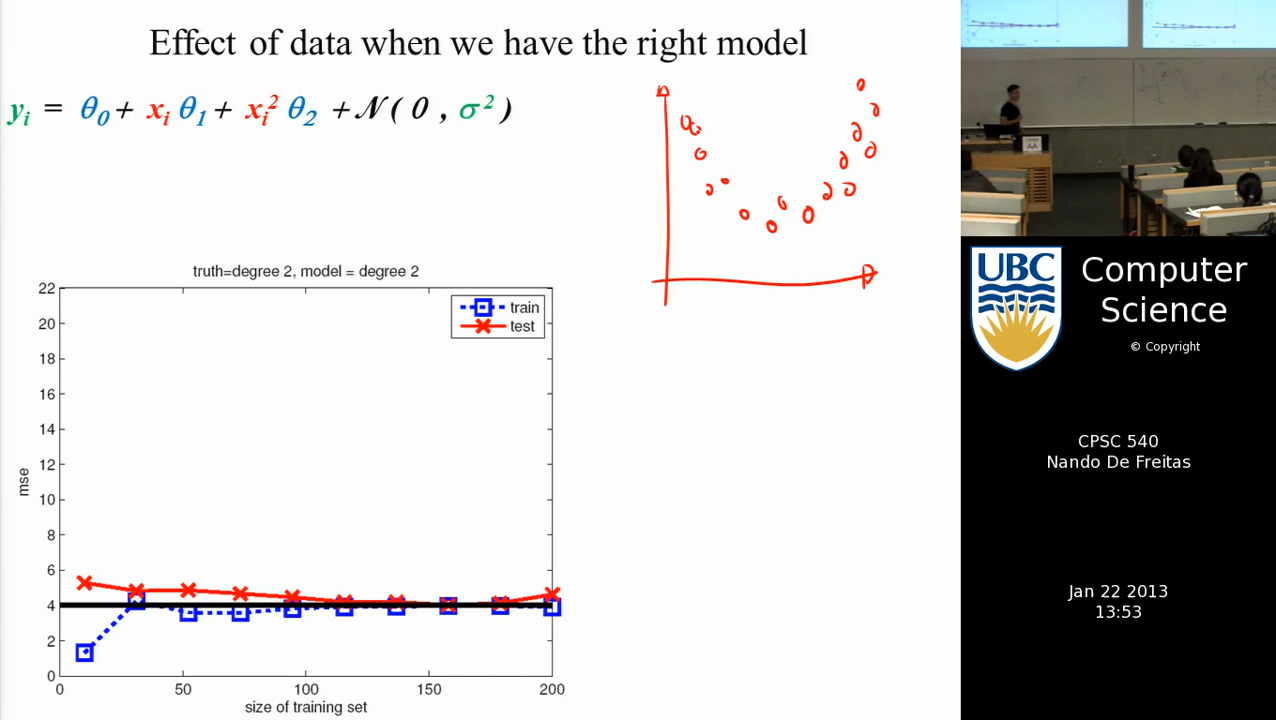 Effect of data when we have the right model
yᵢ = θ₀ + xᵢ θ₁ + xᵢ² θ₂ + 𝒩 ( 0 , σ² )
truth=degree 2, model = degree 2
22
20
18
16
14
12
10
8
6
4
2
0
mse
train
test
0 50 100 150 200
size of training set
AA
UBC
Computer
Science
© Copyright
CPSC 540
Nando De Freitas
Jan 22 2013
13:53